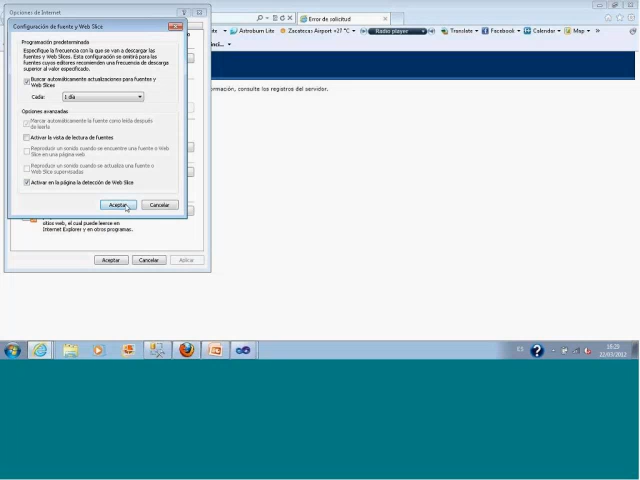 Opciones de Internet
Configuración de fuente y Web Slice
Programación predeterminada
Especifique la frecuencia con la que se van a descargar las
fuentes y Web Slices. Esta configuración se omitirá para las
fuentes cuyos editores recomienden una frecuencia de descarga
superior al valor especificado.
Buscar automáticamente actualizaciones para fuentes y
Web Slices
Cada:
1 día
Opciones avanzadas
Marcar automáticamente la fuente como leída después
de leerla
Activar la vista de lectura de fuentes
Reproducir un sonido cuando se encuentre una fuente o Web
Slice en una página web
Reproducir un sonido cuando se actualiza una fuente o
Web Slice supervisadas
Activar en la página la detección de Web Slice
Aceptar
Cancelar
sitios web, el cual puede leerse en
Internet Explorer y en otros programas.
Aceptar
Cancelar
Aplicar
Error de solicitud
Astroburn Lite
Zacatecas Airport +27 °C
Radio player
Translate
Facebook
Calendar
Map
ormación, consulte los registros del servidor.
ES
18:29
22/03/2012